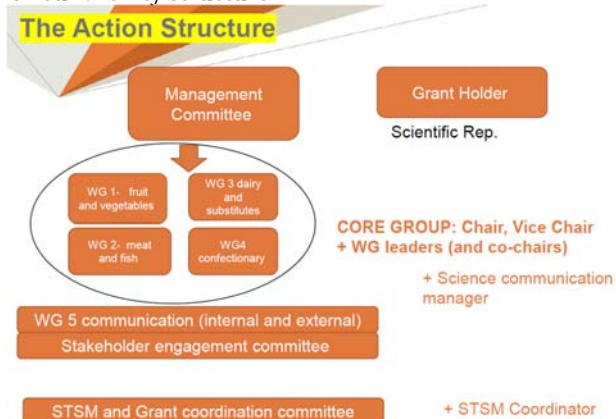 The Action Structure
Management
Committee
Grant Holder
Scientific Rep.
WG 1- fruit
and vegetables
WG 3 dairy
and
substitutes
WG 2- meat
and fish
WG4
confectionary
CORE GROUP: Chair, Vice Chair
+ WG leaders (and co-chairs)
+ Science communication
manager
WG 5 communication (internal and external)
Stakeholder engagement committee
STSM and Grant coordination committee
+ STSM Coordinator